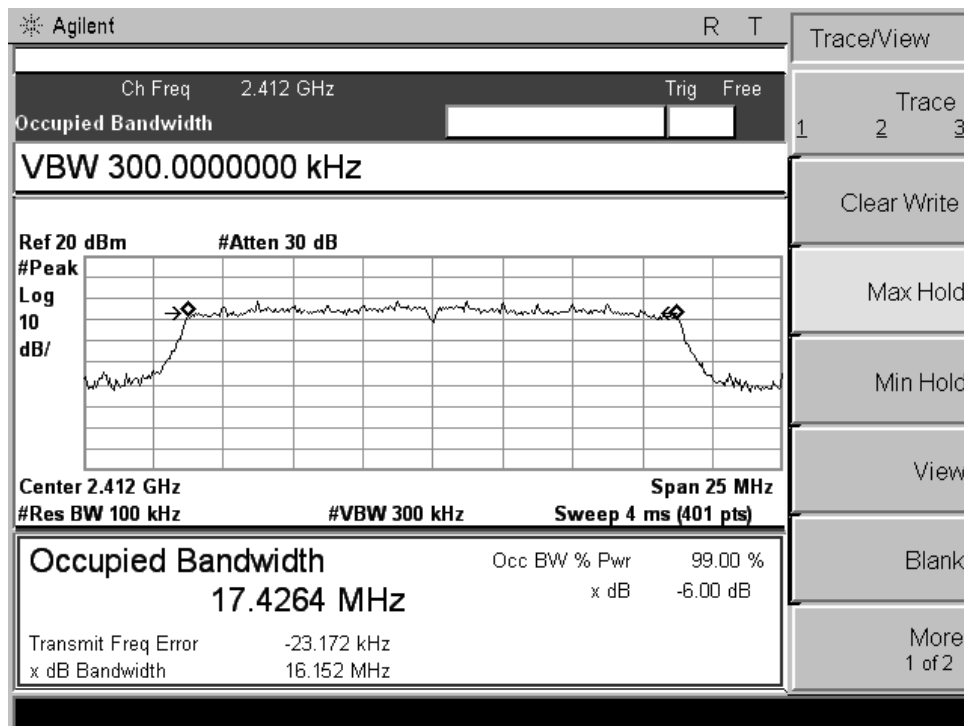 Agilent R T
Ch Freq 2.412 GHz Trig Free
Occupied Bandwidth
VBW 300.0000000 kHz
Ref 20 dBm #Atten 30 dB
#Peak
Log
10
dB/
Center 2.412 GHz Span 25 MHz
#Res BW 100 kHz #VBW 300 kHz Sweep 4 ms (401 pts)
Occupied Bandwidth Occ BW % Pwr 99.00 %
17.4264 MHz x dB -6.00 dB
Transmit Freq Error -23.172 kHz
x dB Bandwidth 16.152 MHz
Trace/View
Trace
1 2 3
Clear Write
Max Hold
Min Hold
View
Blank
More
1 of 2